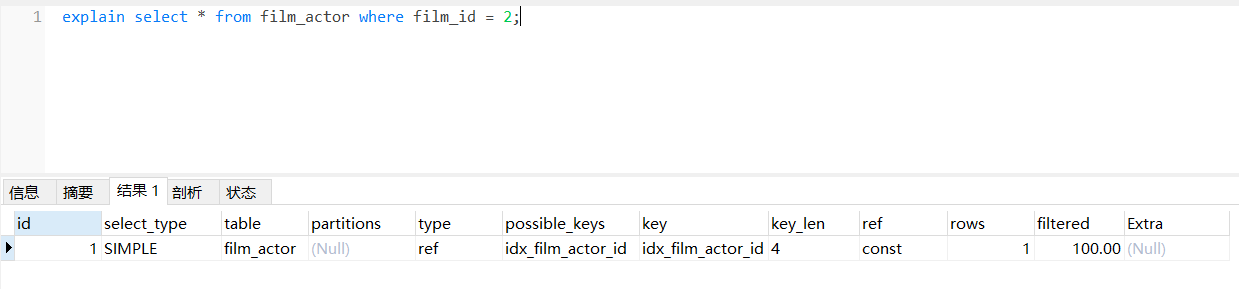 1 explain select * from film_actor where film_id = 2;
信息 摘要 结果 1 剖析 状态
id select_type table partitions type possible_keys key key_len ref rows filtered Extra
1 SIMPLE film_actor (Null) ref idx_film_actor_id idx_film_actor_id 4 const 1 100.00 (Null)